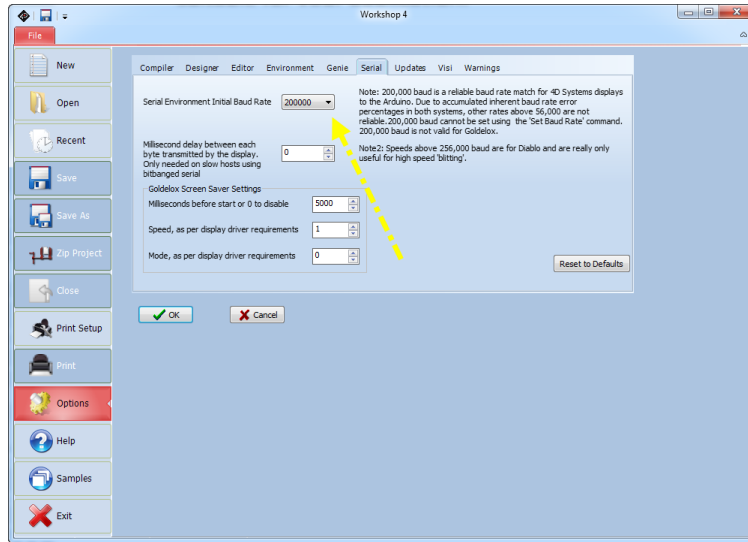 Workshop 4
File
New
Open
Recent
Save
Save As
Zip Project
Close
Print Setup
Print
Options
Help
Samples
Exit
Compiler Designer Editor Environment Genie Serial Updates Visi Warnings
Serial Environment Initial Baud Rate 200000
Note: 200,000 baud is a reliable baud rate match for 4D Systems displays
to the Arduino. Due to accumulated inherent baud rate error
percentages in both systems, other rates above 56,000 are not
reliable.200,000 baud cannot be set using the 'Set Baud Rate' command.
200,000 baud is not valid for Goldelox.
Millisecond delay between each
byte transmitted by the display.
Only needed on slow hosts using
bitbanged serial
0
Note2: Speeds above 256,000 baud are for Diablo and are really only
useful for high speed 'blitting'.
Goldelox Screen Saver Settings
Milliseconds before start or 0 to disable 5000
Speed, as per display driver requirements 1
Mode, as per display driver requirements 0
Reset to Defaults
OK Cancel